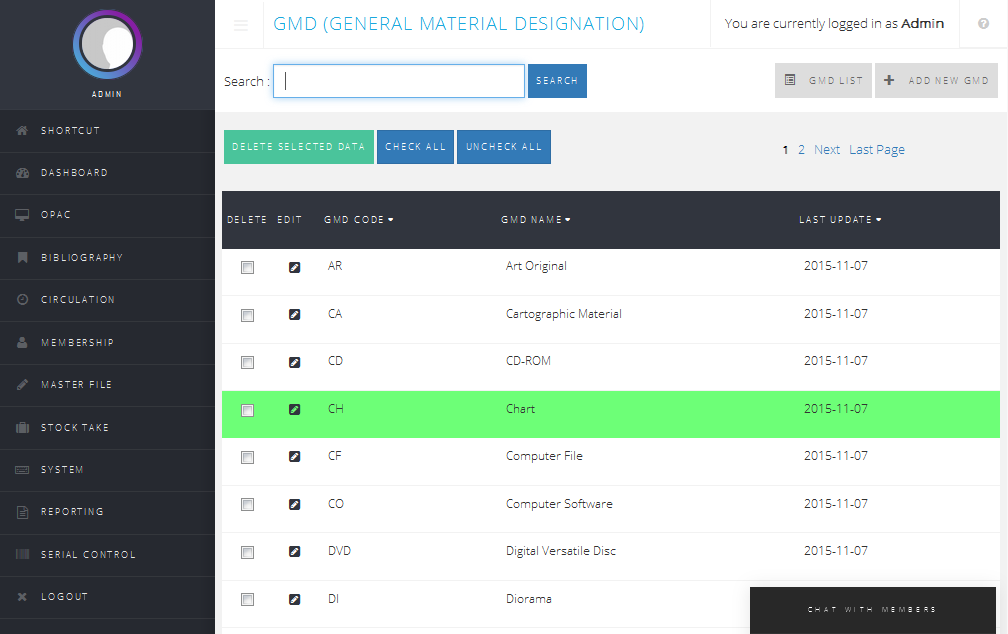 ADMIN
SHORTCUT
DASHBOARD
OPAC
BIBLIOGRAPHY
CIRCULATION
MEMBERSHIP
MASTER FILE
STOCK TAKE
SYSTEM
REPORTING
SERIAL CONTROL
LOGOUT
GMD (GENERAL MATERIAL DESIGNATION)
You are currently logged in as Admin
Search : SEARCH
GMD LIST ADD NEW GMD
DELETE SELECTED DATA CHECK ALL UNCHECK ALL
1 2 Next Last Page
DELETE EDIT GMD CODE GMD NAME LAST UPDATE
AR Art Original 2015-11-07
CA Cartographic Material 2015-11-07
CD CD-ROM 2015-11-07
CH Chart 2015-11-07
CF Computer File 2015-11-07
CO Computer Software 2015-11-07
DVD Digital Versatile Disc 2015-11-07
DI Diorama
CHAT WITH MEMBERS